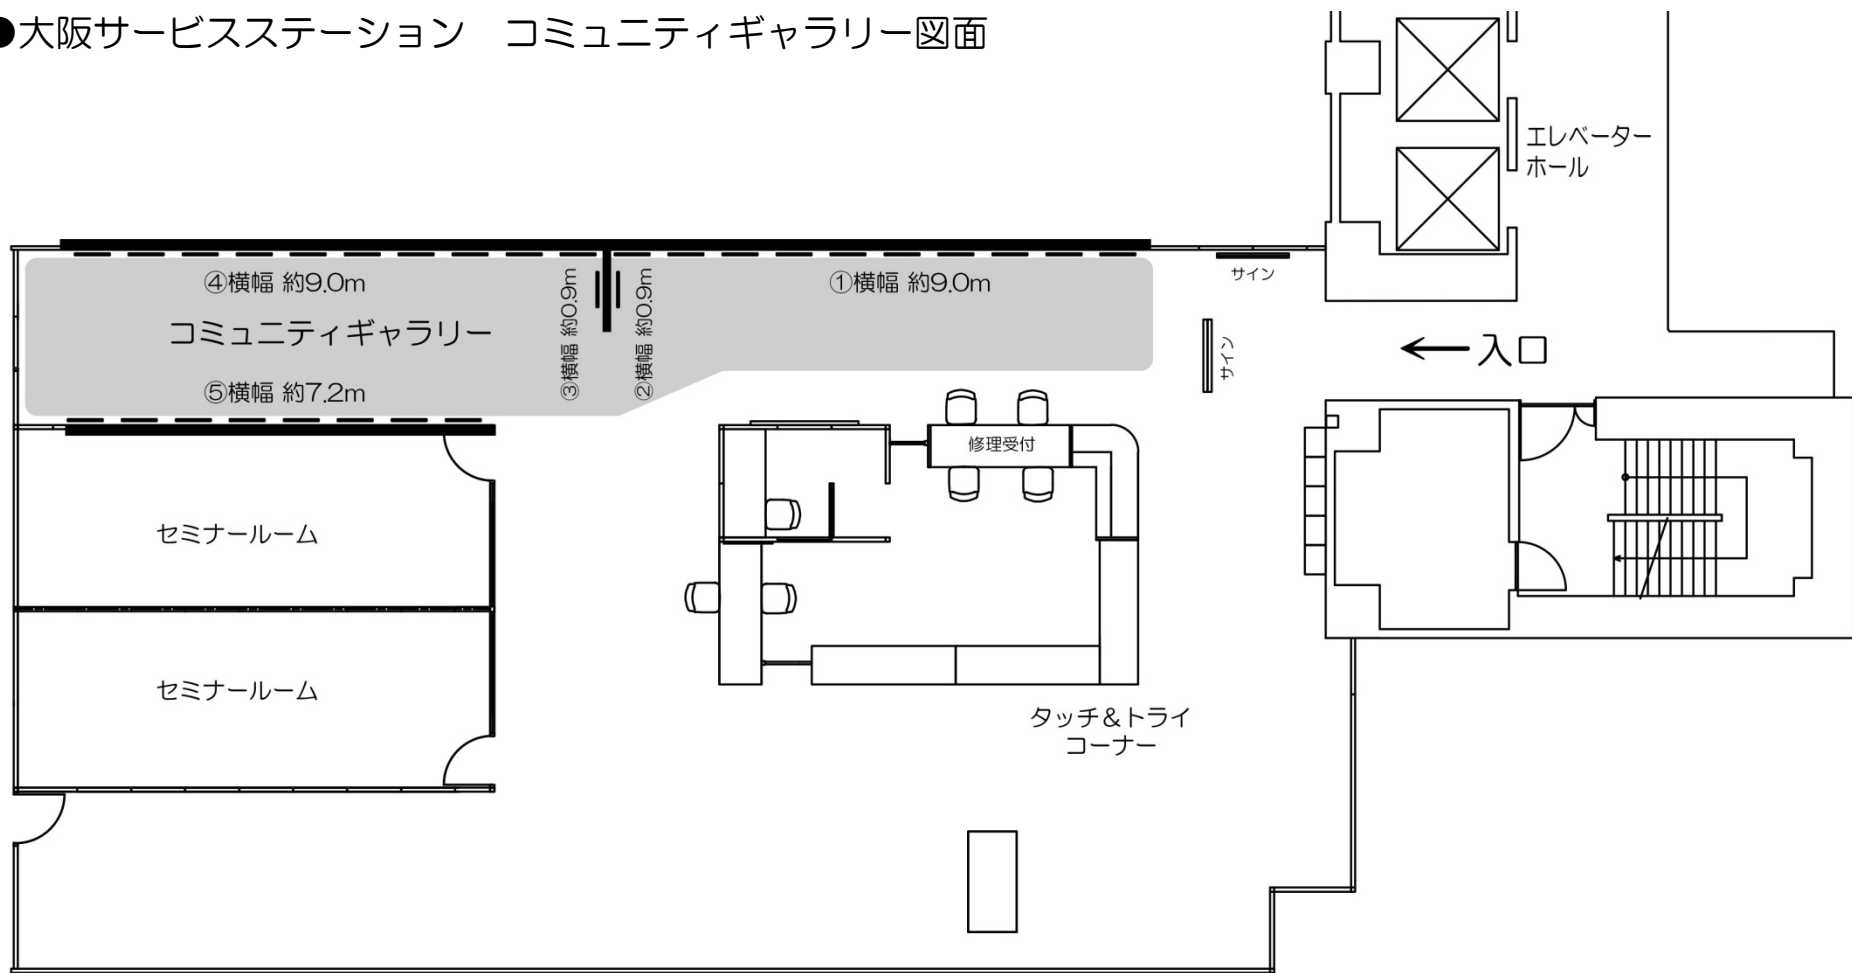 ●大阪サービスステーション　コミュニティギャラリー図面
エレベーター
ホール
④横幅 約9.0m
③横幅 約0.9m
②横幅 約0.9m
①横幅 約9.0m
サイン
コミュニティギャラリー
サイン
←入口
⑤横幅 約7.2m
修理受付
セミナールーム
セミナールーム
タッチ&トライ
コーナー